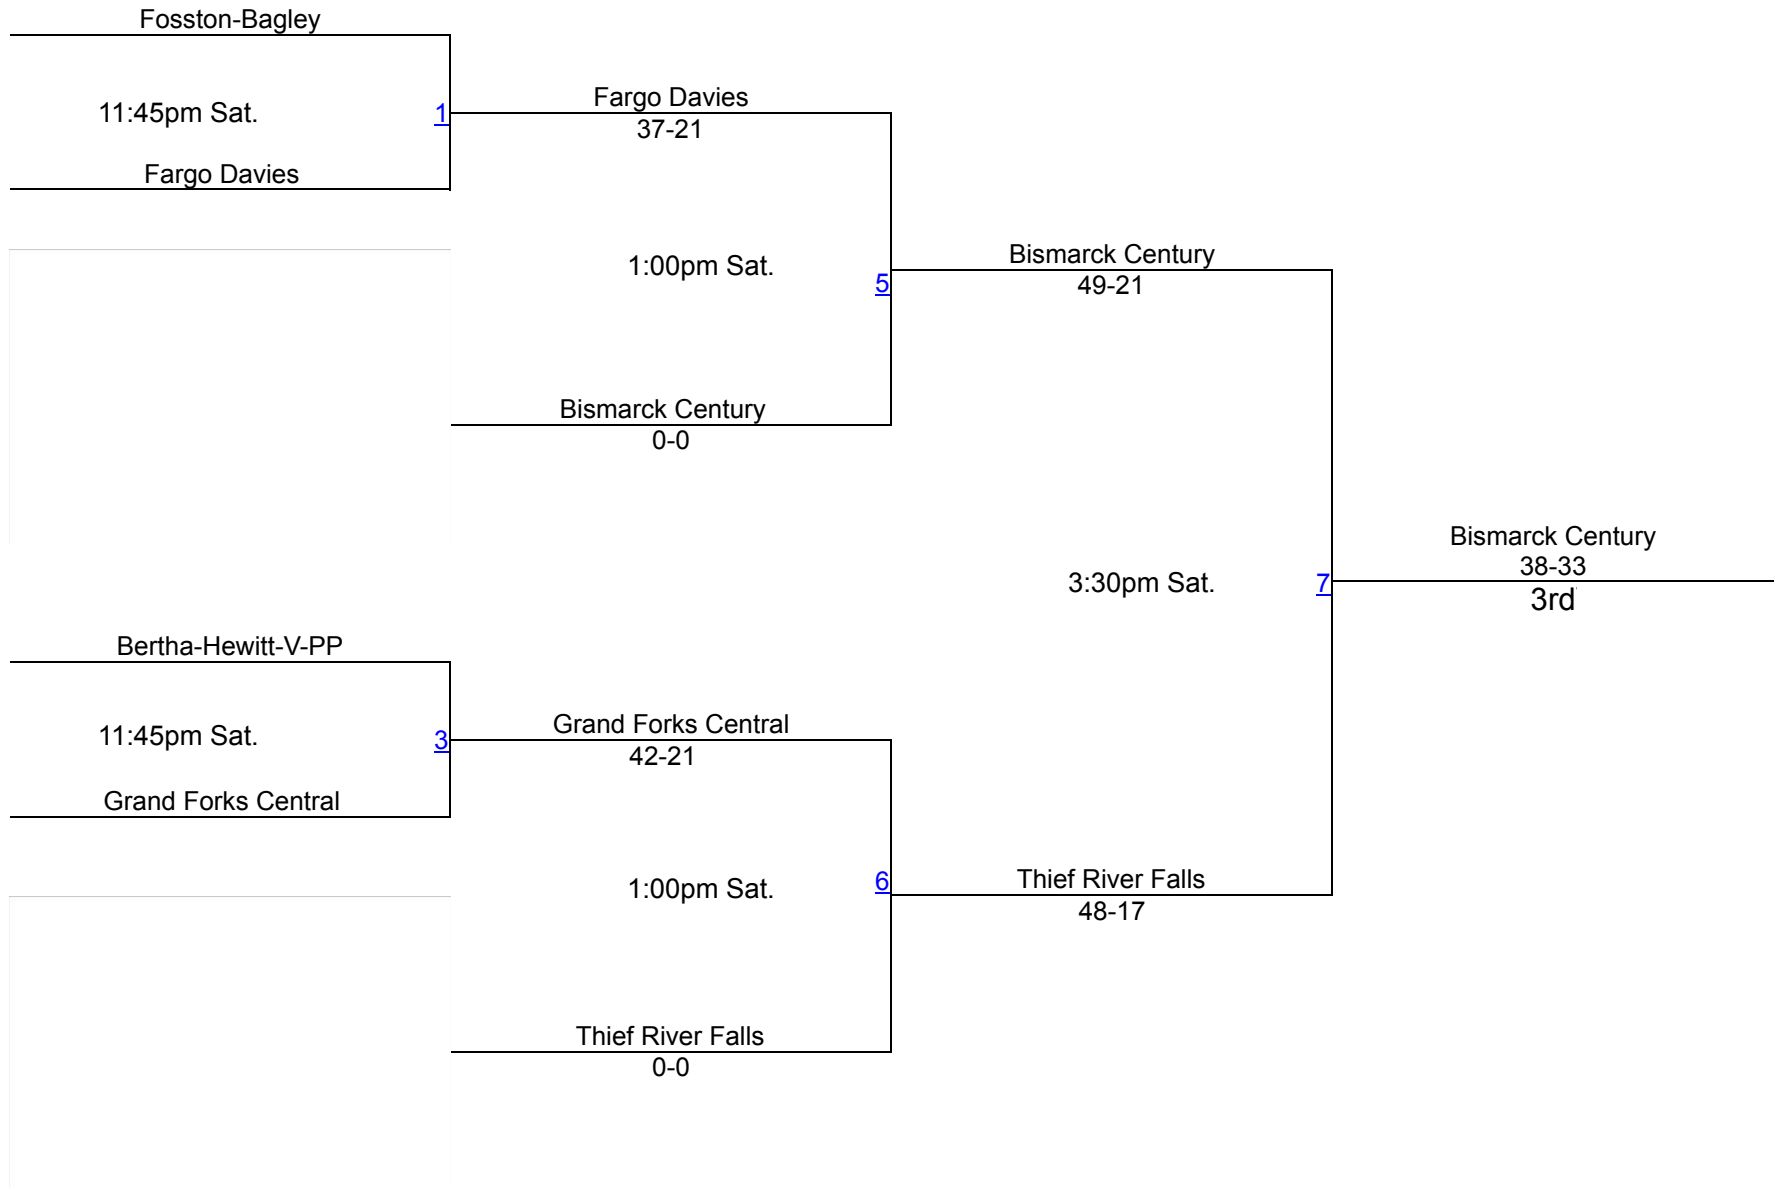 Fosston-Bagley
11:45pm Sat.
1
Fargo Davies
Fargo Davies
37-21
1:00pm Sat.
5
Bismarck Century
0-0
Bismarck Century
49-21
3:30pm Sat.
7
Bismarck Century
38-33
3rd
Bertha-Hewitt-V-PP
11:45pm Sat.
3
Grand Forks Central
Grand Forks Central
42-21
1:00pm Sat.
6
Thief River Falls
0-0
Thief River Falls
48-17